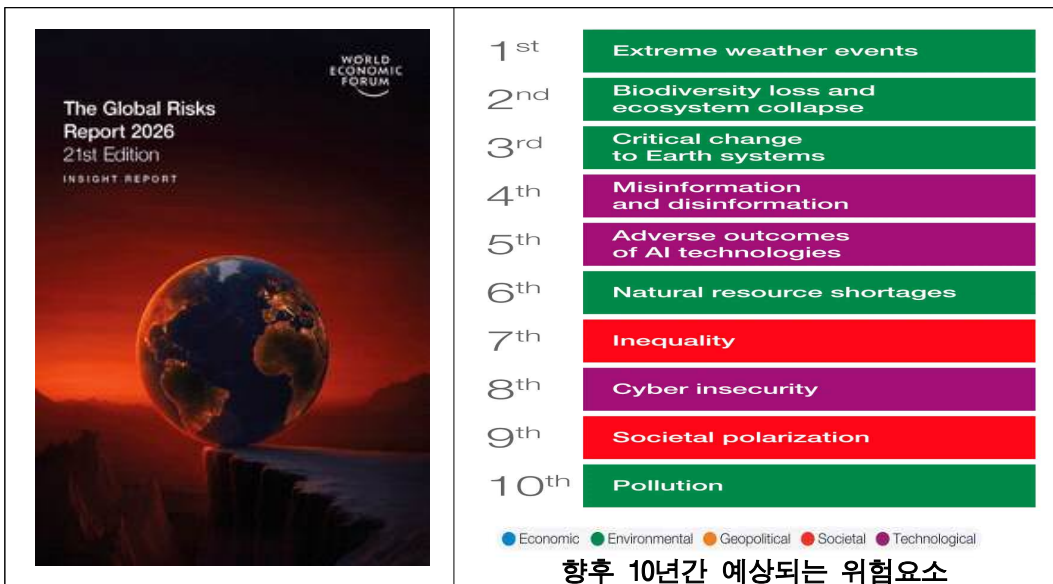 WORLD
ECONOMIC
FORUM
The Global Risks
Report 2026
21st Edition
INSIGHT REPORT
1st Extreme weather events
2nd Biodiversity loss and
ecosystem collapse
3rd Critical change
to Earth systems
4th Misinformation
and disinformation
5th Adverse outcomes
of AI technologies
6th Natural resource shortages
7th Inequality
8th Cyber insecurity
9th Societal polarization
10th Pollution
Economic Environmental Geopolitical Societal Technological
향후 10년간 예상되는 위험요소